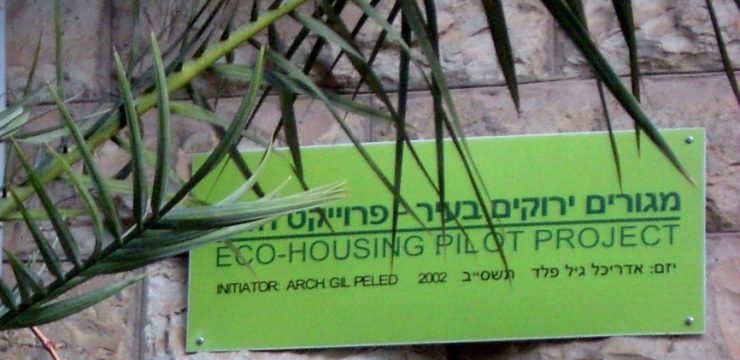 מגורים ירוקים בעיר - פרוייקט
ECO-HOUSING PILOT PROJECT
יזם: אדריכל גיל פלד תשס״ב 2002 INITIATOR: ARCH. GIL PELED